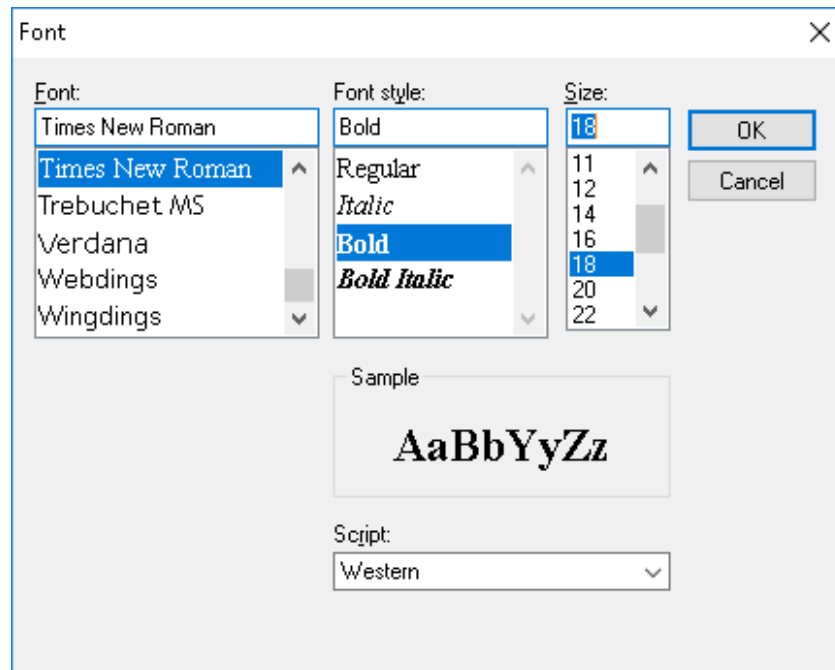 Font
Font:
Times New Roman
Times New Roman
Trebuchet MS
Verdana
Webdings
Wingdings
Font style:
Bold
Regular
Italic
Bold
Bold Italic
Size:
18
11
12
14
16
18
20
22
OK
Cancel
Sample
AaBbYyZz
Script:
Western